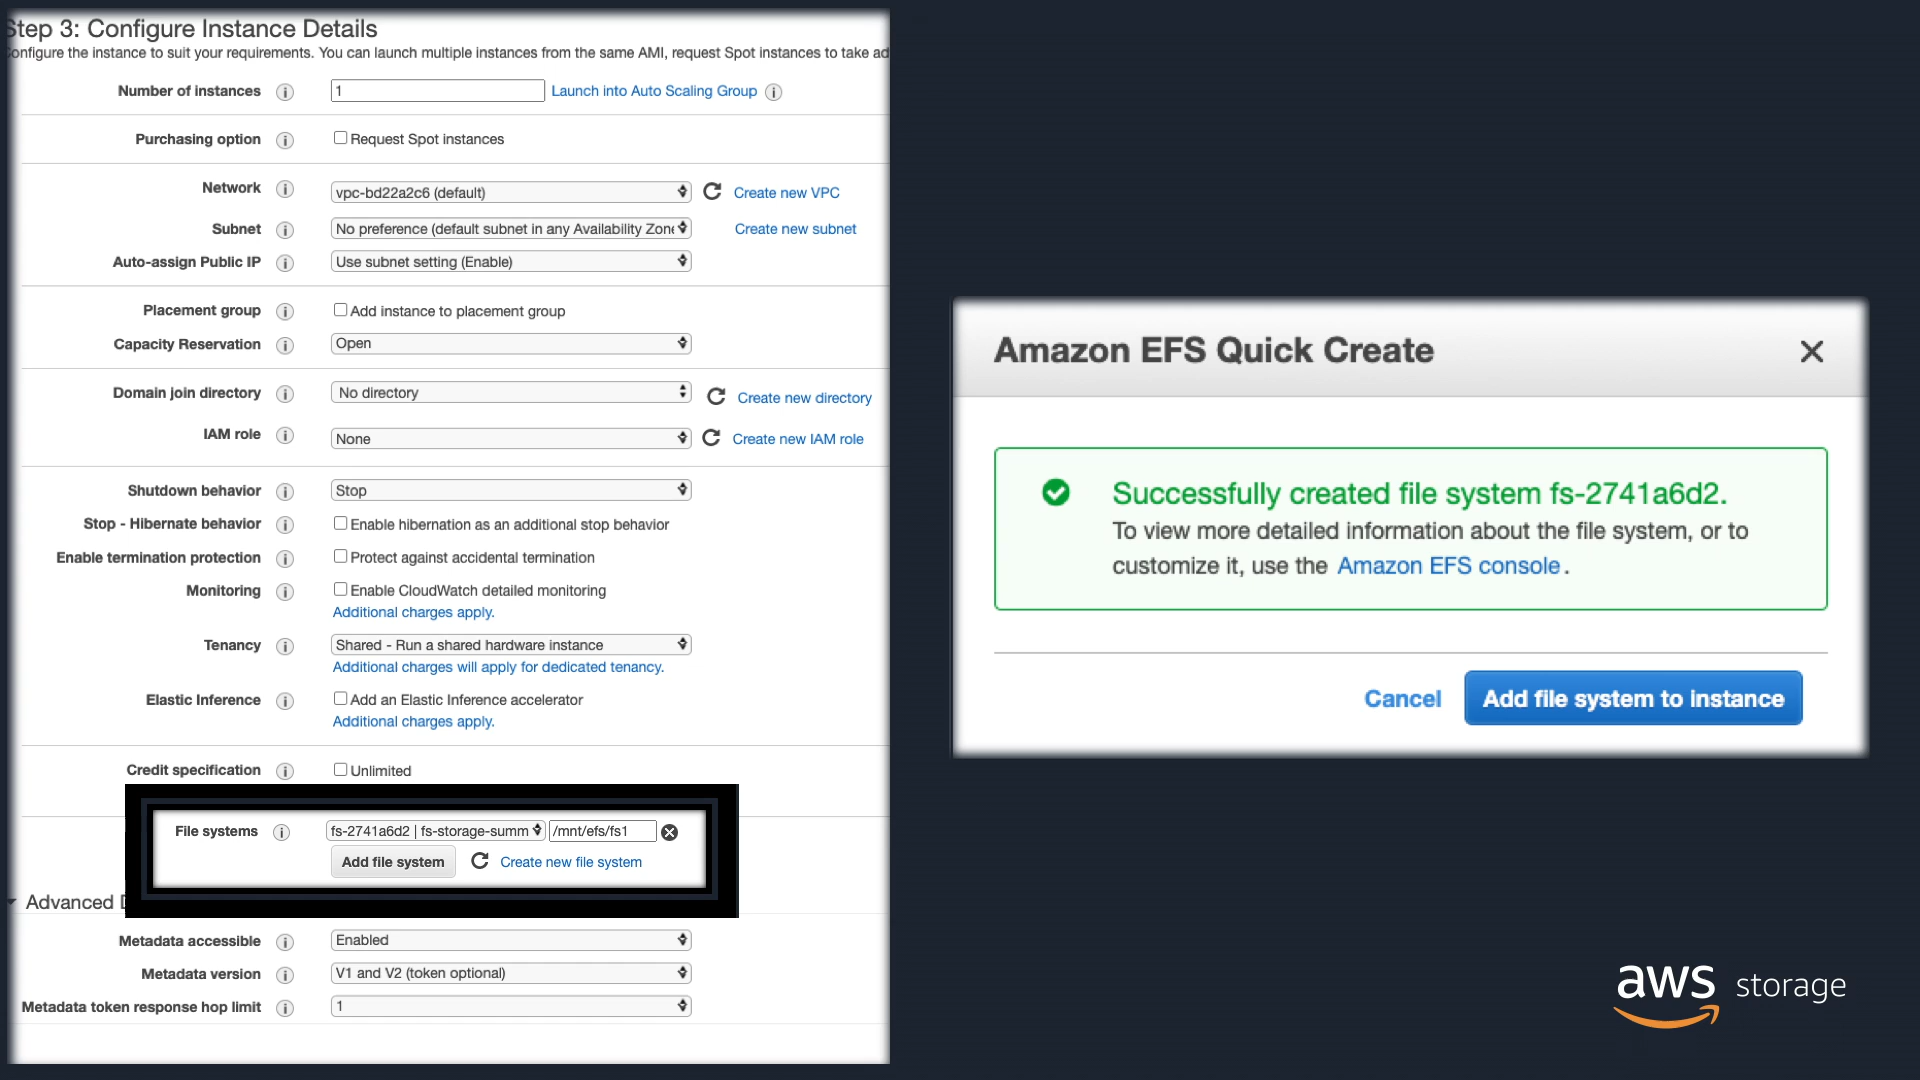 Step 3: Configure Instance Details
Configure the instance to suit your requirements. You can launch multiple instances from the same AMI, request Spot instances to take ad
Number of instances i 1 Launch into Auto Scaling Group i
Purchasing option i Request Spot instances
Network i vpc-bd22a2c6 (default) Create new VPC
Subnet i No preference (default subnet in any Availability Zone Create new subnet
Auto-assign Public IP i Use subnet setting (Enable)
Placement group i Add instance to placement group
Capacity Reservation i Open
Domain join directory i No directory Create new directory
IAM role i None Create new IAM role
Shutdown behavior i Stop
Stop - Hibernate behavior i Enable hibernation as an additional stop behavior
Enable termination protection i Protect against accidental termination
Monitoring i Enable CloudWatch detailed monitoring
Additional charges apply.
Tenancy i Shared - Run a shared hardware instance
Additional charges will apply for dedicated tenancy.
Elastic Inference i Add an Elastic Inference accelerator
Additional charges apply.
Credit specification i Unlimited
File systems i fs-2741a6d2 | fs-storage-summ /mnt/efs/fs1
Add file system Create new file system
Advanced
Metadata accessible i Enabled
Metadata version i V1 and V2 (token optional)
Metadata token response hop limit i 1
Amazon EFS Quick Create
Successfully created file system fs-2741a6d2.
To view more detailed information about the file system, or to
customize it, use the Amazon EFS console.
Cancel Add file system to instance
aws storage